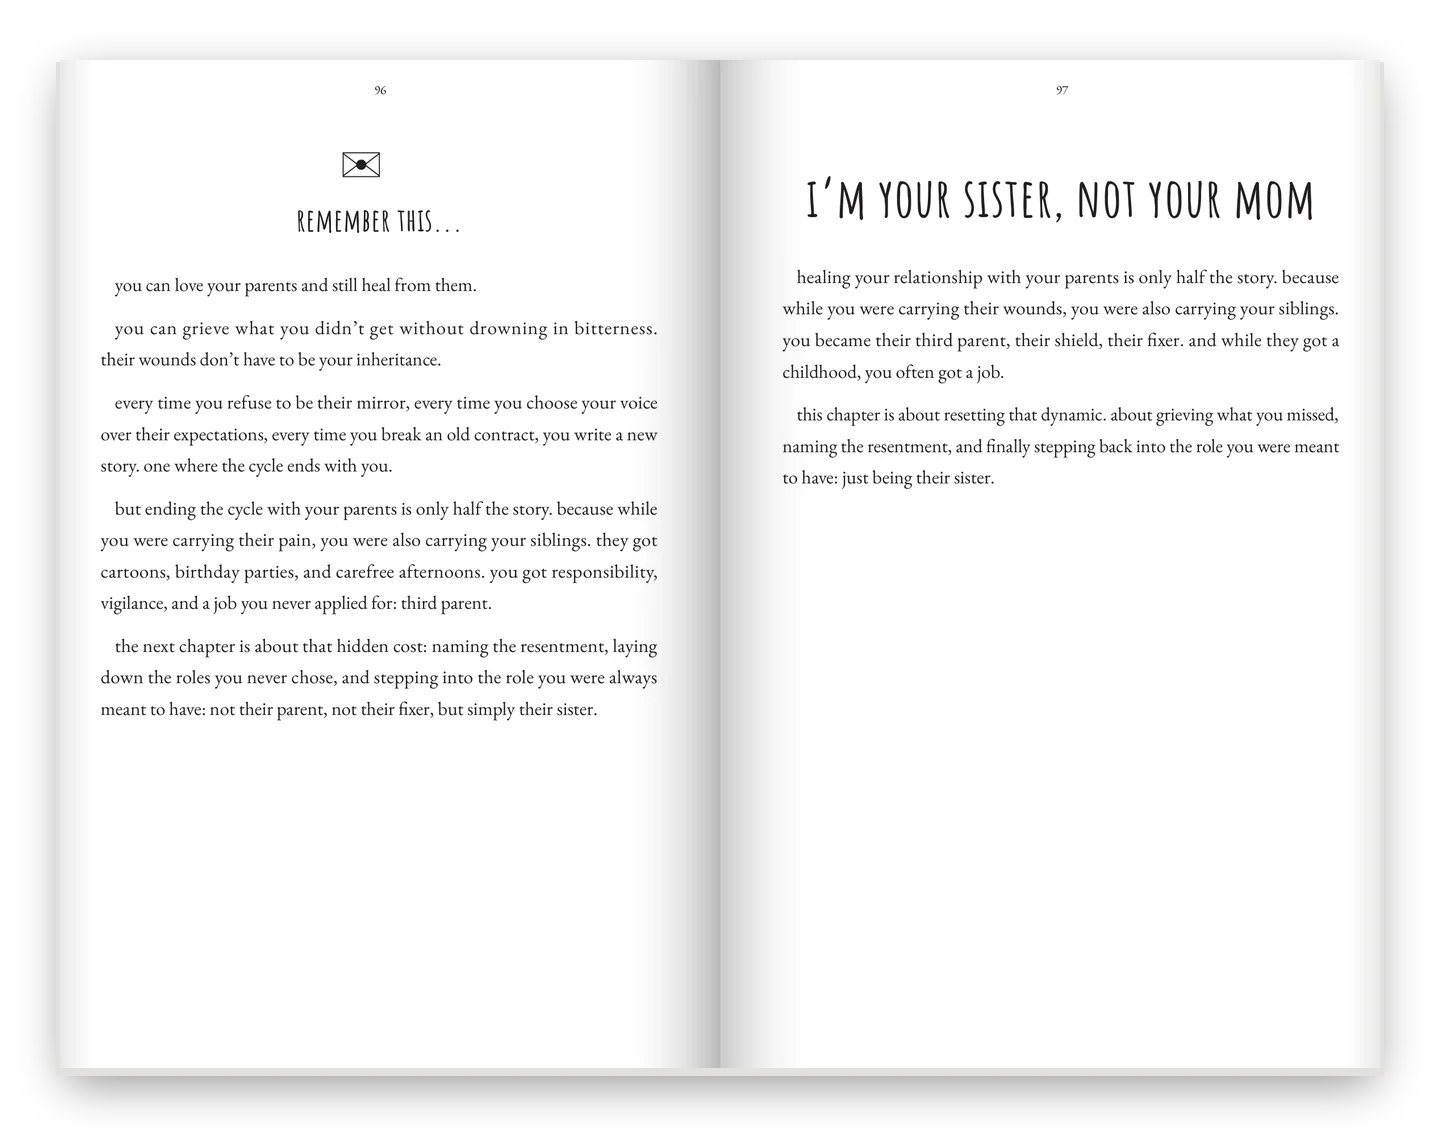 96
REMEMBER THIS...
you can love your parents and still heal from them.
you can grieve what you didn’t get without drowning in bitterness.
their wounds don’t have to be your inheritance.
every time you refuse to be their mirror, every time you choose your voice
over their expectations, every time you break an old contract, you write a new
story. one where the cycle ends with you.
but ending the cycle with your parents is only half the story. because while
you were carrying their pain, you were also carrying your siblings. they got
cartoons, birthday parties, and carefree afternoons. you got responsibility,
vigilance, and a job you never applied for: third parent.
the next chapter is about that hidden cost: naming the resentment, laying
down the roles you never chose, and stepping into the role you were always
meant to have: not their parent, not their fixer, but simply their sister.
97
I’M YOUR SISTER, NOT YOUR MOM
healing your relationship with your parents is only half the story. because
while you were carrying their wounds, you were also carrying your siblings.
you became their third parent, their shield, their fixer. and while they got a
childhood, you often got a job.
this chapter is about resetting that dynamic. about grieving what you missed,
naming the resentment, and finally stepping back into the role you were meant
to have: just being their sister.